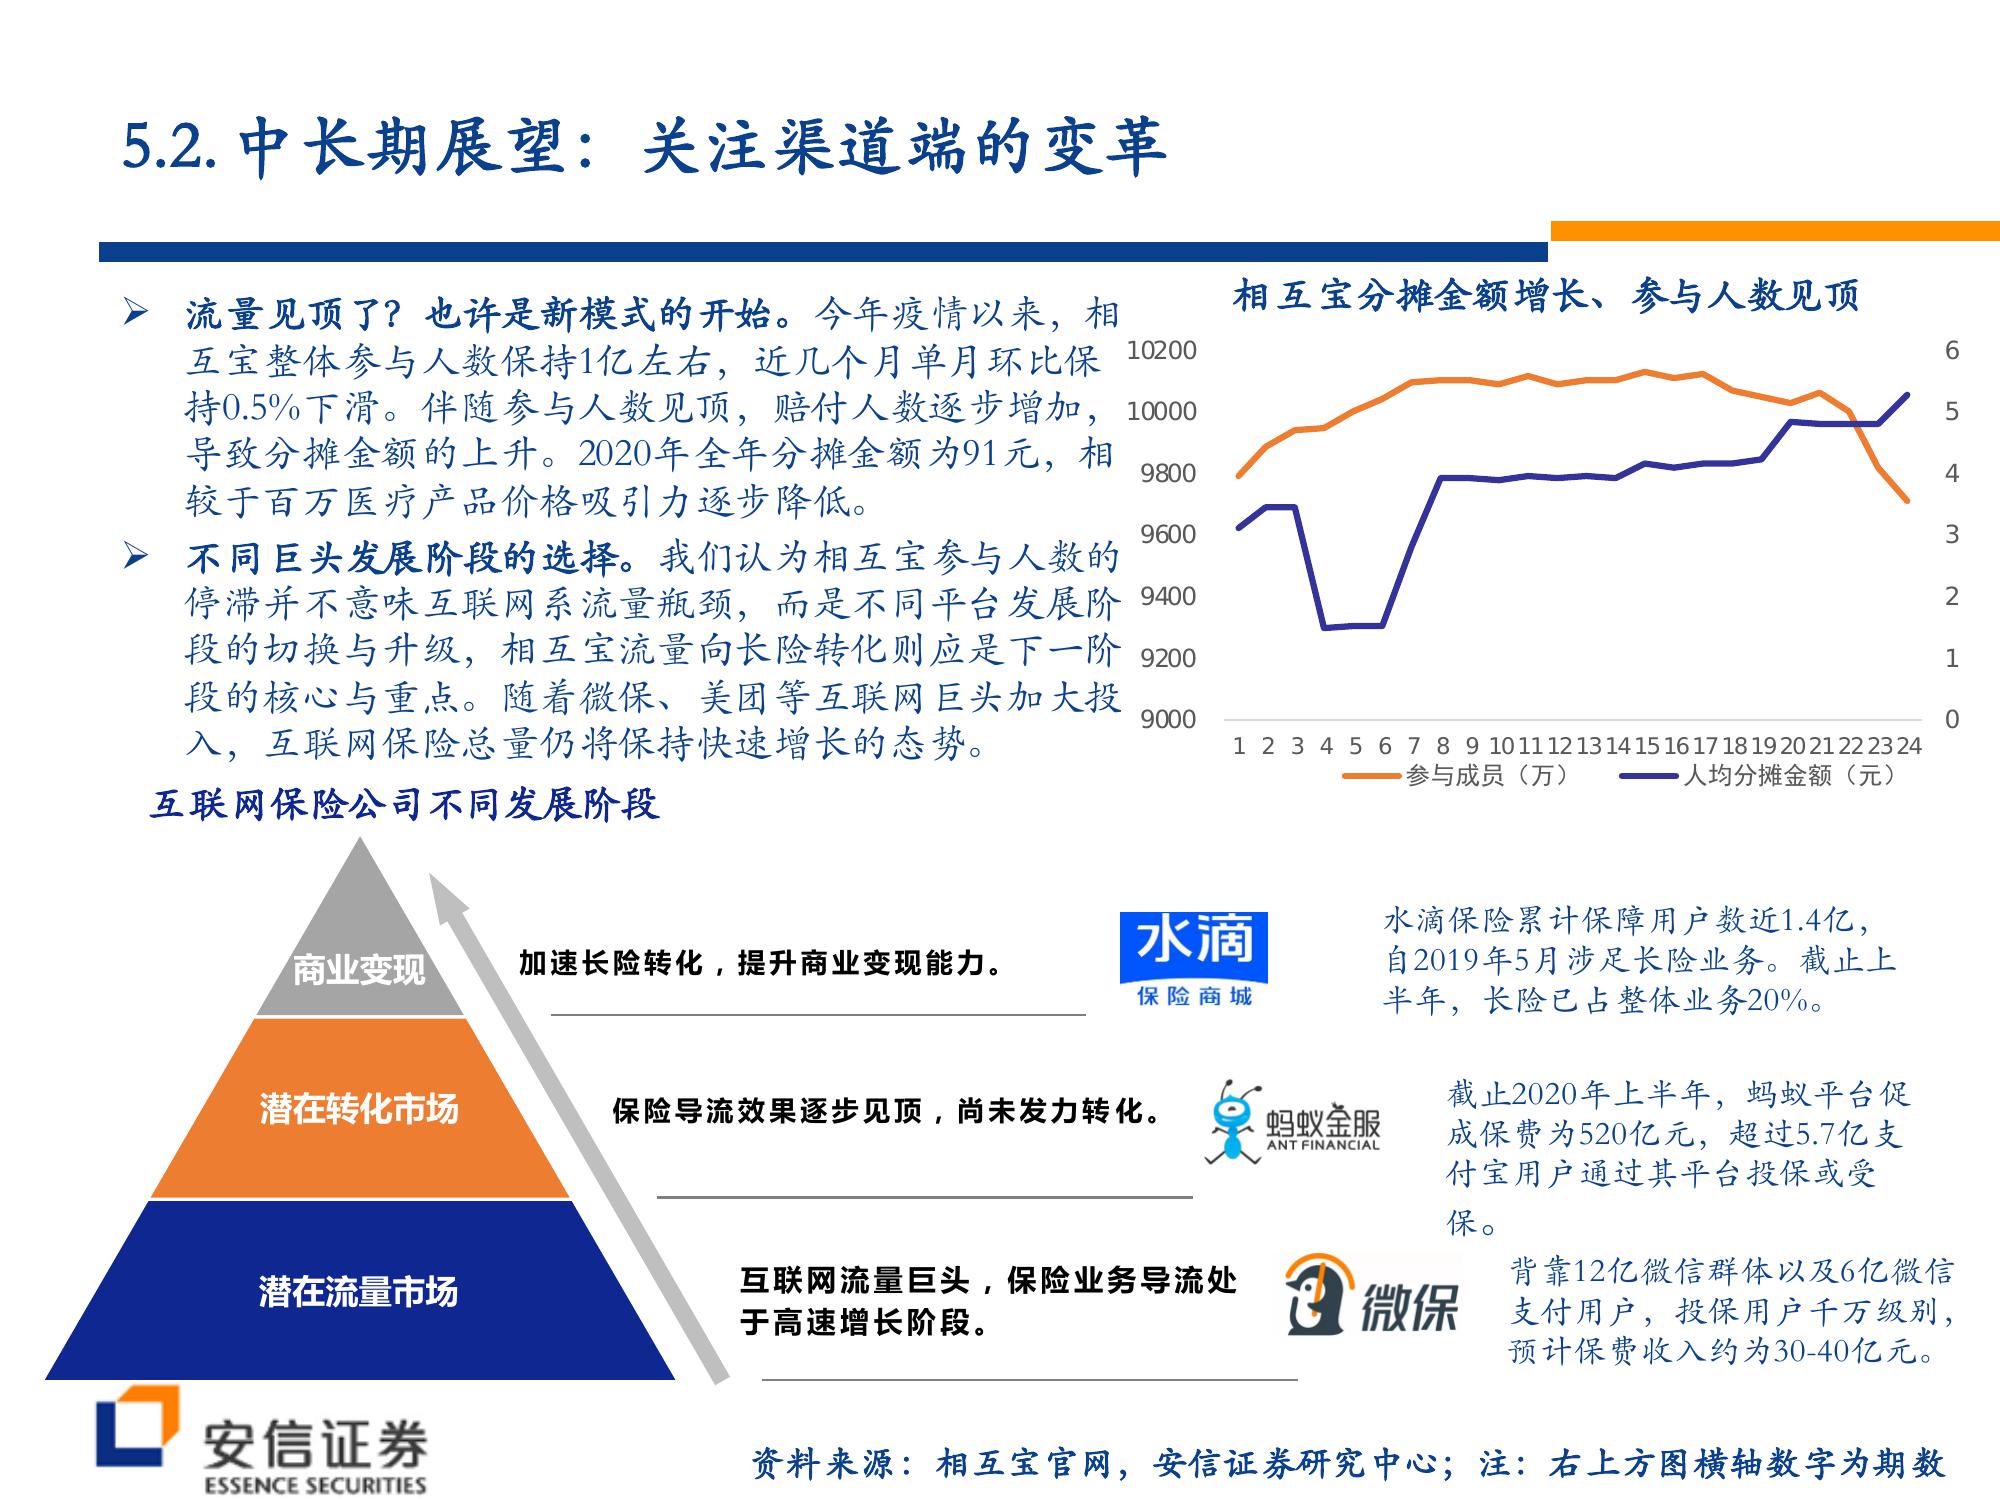 5.2.中长期展望：关注渠道端的变革
➢ 流量见顶了？也许是新模式的开始。今年疫情以来，相
互宝整体参与人数保持1亿左右，近几个月单月环比保
持0.5%下滑。伴随参与人数见顶，赔付人数逐步增加，
导致分摊金额的上升。2020年全年分摊金额为91元，相
较于百万医疗产品价格吸引力逐步降低。
➢ 不同巨头发展阶段的选择。我们认为相互宝参与人数的
停滞并不意味互联网系流量瓶颈，而是不同平台发展阶
段的切换与升级，相互宝流量向长险转化则应是下一阶
段的核心与重点。随着微保、美团等互联网巨头加大投
入，互联网保险总量仍将保持快速增长的态势。
相互宝分摊金额增长、参与人数见顶
10200
10000
9800
9600
9400
9200
9000
6
5
4
3
2
1
0
1 2 3 4 5 6 7 8 9 10 11 12 13 14 15 16 17 18 19 20 21 22 23 24
参与成员（万） 人均分摊金额（元）
互联网保险公司不同发展阶段
商业变现
加速长险转化，提升商业变现能力。
水滴
保险商城
水滴保险累计保障用户数近1.4亿，
自2019年5月涉足长险业务。截止上
半年，长险已占整体业务20%。
潜在转化市场
保险导流效果逐步见顶，尚未发力转化。
蚂蚁金服
ANT FINANCIAL
截止2020年上半年，蚂蚁平台促
成保费为520亿元，超过5.7亿支
付宝用户通过其平台投保或受
保。
潜在流量市场
互联网流量巨头，保险业务导流处
于高速增长阶段。
微保
背靠12亿微信群体以及6亿微信
支付用户，投保用户千万级别，
预计保费收入约为30-40亿元。
安信证券
ESSENCE SECURITIES
资料来源：相互宝官网，安信证券研究中心；注：右上方图横轴数字为期数